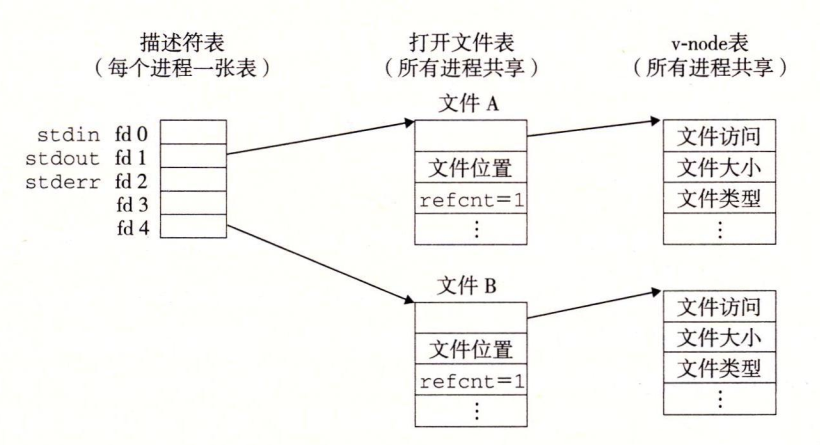 描述符表
（每个进程一张表）
打开文件表
（所有进程共享）
v-node表
（所有进程共享）
stdin fd 0
stdout fd 1
stderr fd 2
fd 3
fd 4
文件 A
文件位置
refcnt=1
⋮
文件访问
文件大小
文件类型
⋮
文件 B
文件位置
refcnt=1
⋮
文件访问
文件大小
文件类型
⋮